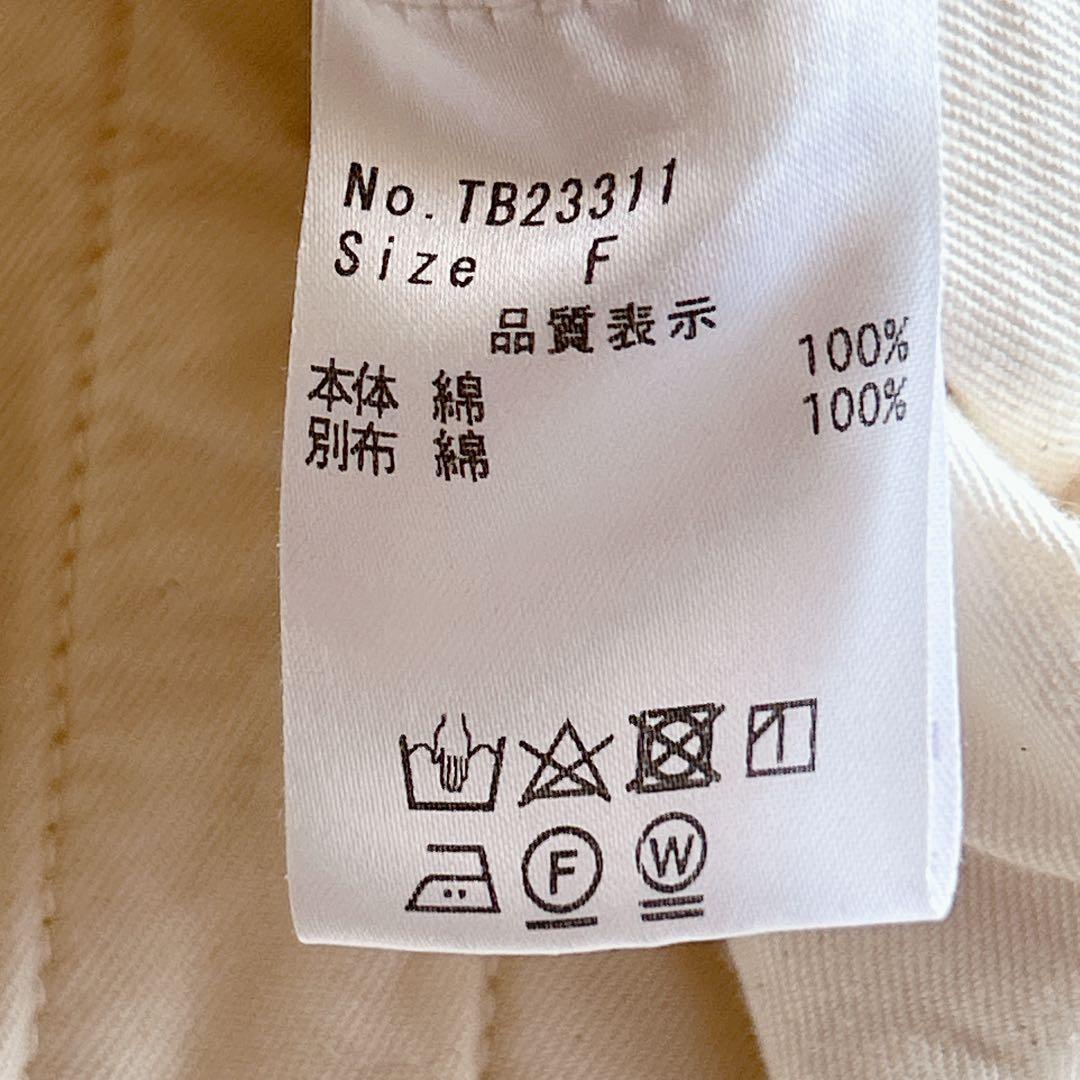 No. TB23311
Size F
品質表示
本体 綿 100%
別布 綿 100%
F W